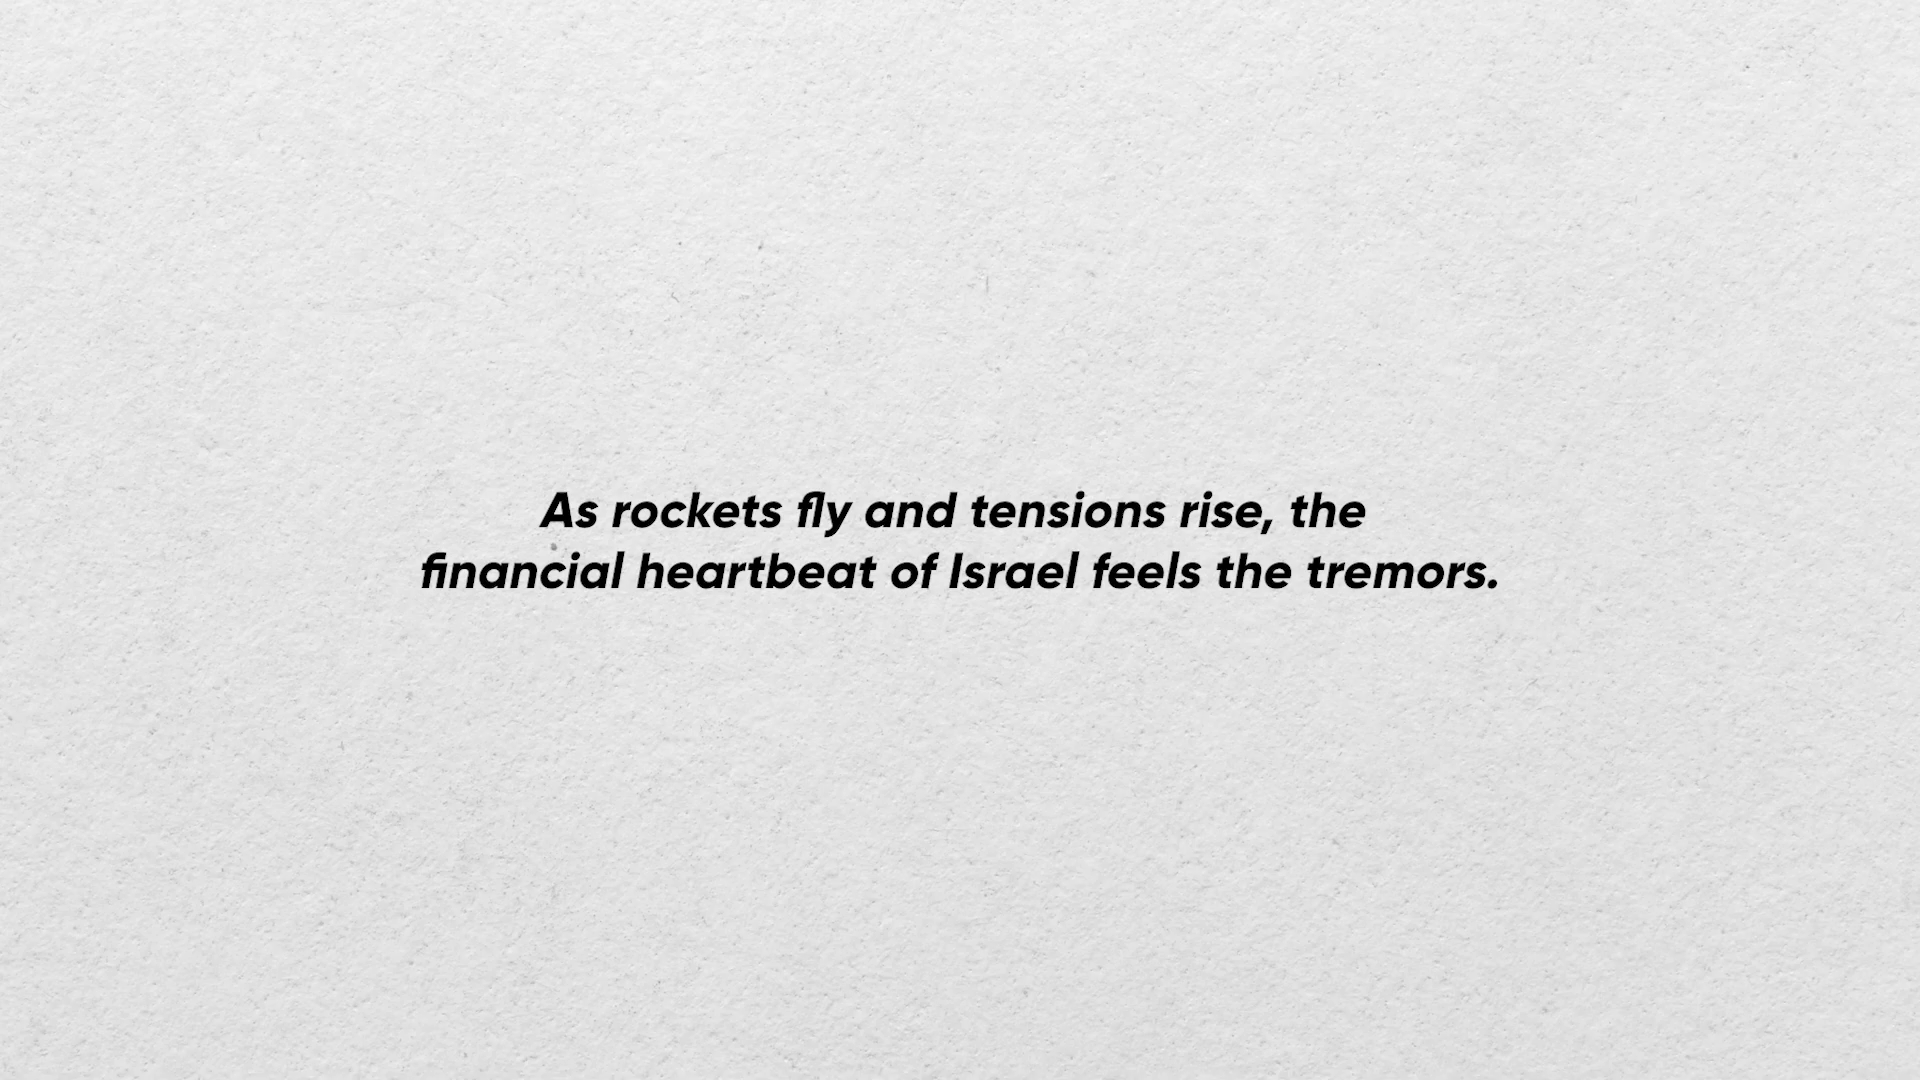 As rockets fly and tensions rise, the
financial heartbeat of Israel feels the tremors.